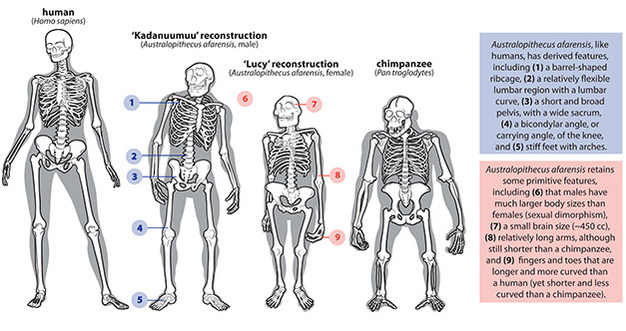 human
(Homo sapiens)
‘Kadanuumuu’ reconstruction
(Australopithecus afarensis, male)
‘Lucy’ reconstruction
(Australopithecus afarensis, female)
chimpanzee
(Pan troglodytes)
1
2
3
4
5
6
7
8
9
Australopithecus afarensis, like
humans, has derived features,
including (1) a barrel-shaped
ribcage, (2) a relatively flexible
lumbar region with a lumbar
curve, (3) a short and broad
pelvis, with a wide sacrum,
(4) a bicondylar angle, or
carrying angle, of the knee,
and (5) stiff feet with arches.
Australopithecus afarensis retains
some primitive features,
including (6) that males have
much larger body sizes than
females (sexual dimorphism),
(7) a small brain size (~450 cc),
(8) relatively long arms, although
still shorter than a chimpanzee,
and (9) fingers and toes that are
longer and more curved than
a human (yet shorter and less
curved than a chimpanzee).